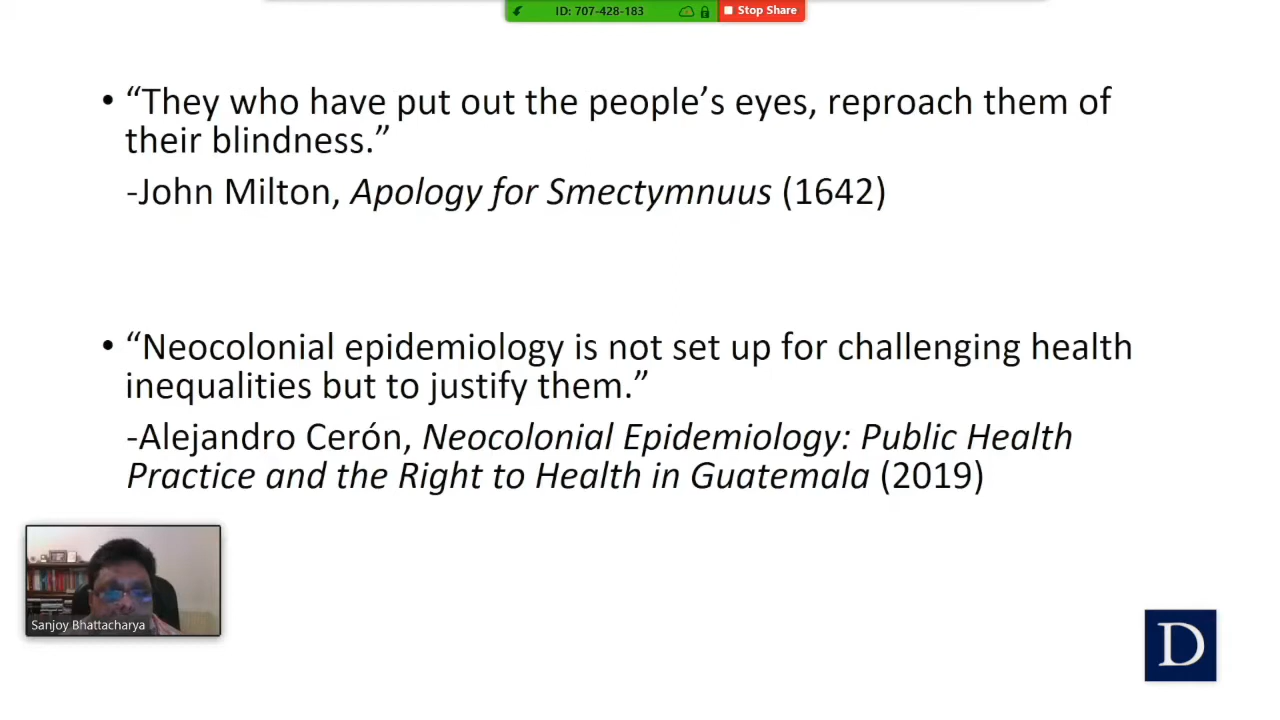 ID: 707-428-183
Stop Share
• “They who have put out the people’s eyes, reproach them of
their blindness.”
-John Milton, Apology for Smectymnuus (1642)
• “Neocolonial epidemiology is not set up for challenging health
inequalities but to justify them.”
-Alejandro Cerón, Neocolonial Epidemiology: Public Health
Practice and the Right to Health in Guatemala (2019)
Sanjoy Bhattacharya
D